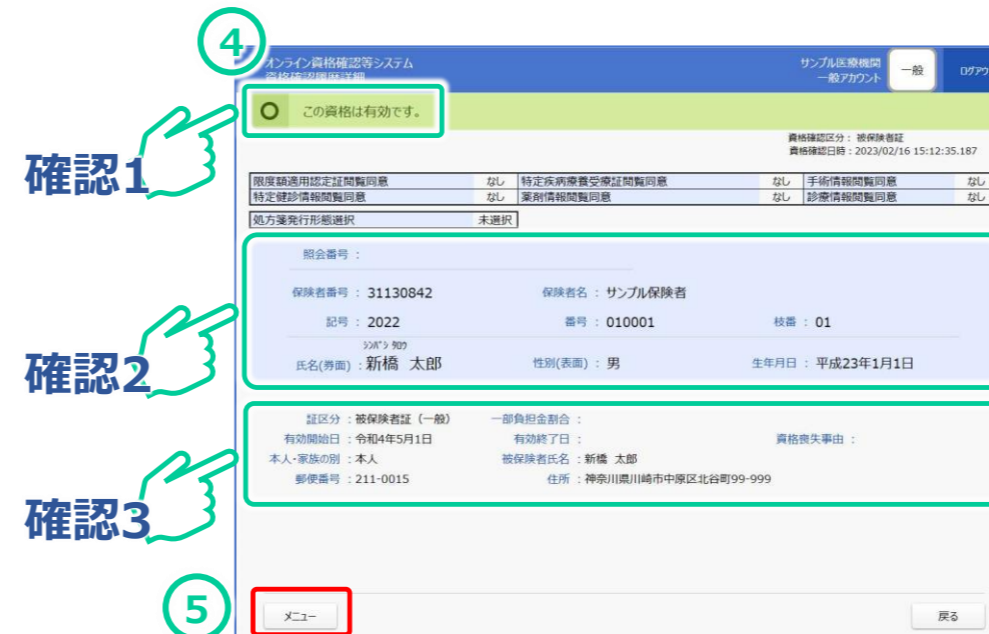 ④
オンライン資格確認等システム
資格確認履歴詳細
サンプル医療機関
一般アカウント
一般
ログアウ
確認1
この資格は有効です。
資格確認区分： 被保険者証
資格確認日時：2023/02/16 15:12:35.187
限度額適用認定証閲覧同意 なし 特定疾病療養受療証閲覧同意 なし 手術情報閲覧同意 なし
特定健診情報閲覧同意 なし 薬剤情報閲覧同意 なし 診療情報閲覧同意 なし
処方箋発行形態選択 未選択
確認2
照会番号 :
保険者番号 : 31130842 保険者名 : サンプル保険者
記号 : 2022 番号 : 010001 枝番 : 01
ｼﾝﾊﾞｼ ﾀﾛｳ
氏名(券面) : 新橋 太郎 性別(表面) : 男 生年月日 : 平成23年1月1日
確認3
証区分 : 被保険者証（一般） 一部負担金割合 :
有効開始日 : 令和4年5月1日 有効終了日 : 資格喪失事由 :
本人・家族の別 : 本人 被保険者氏名 : 新橋 太郎
郵便番号 : 211-0015 住所 : 神奈川県川崎市中原区北谷町99-999
⑤
メニュー
戻る